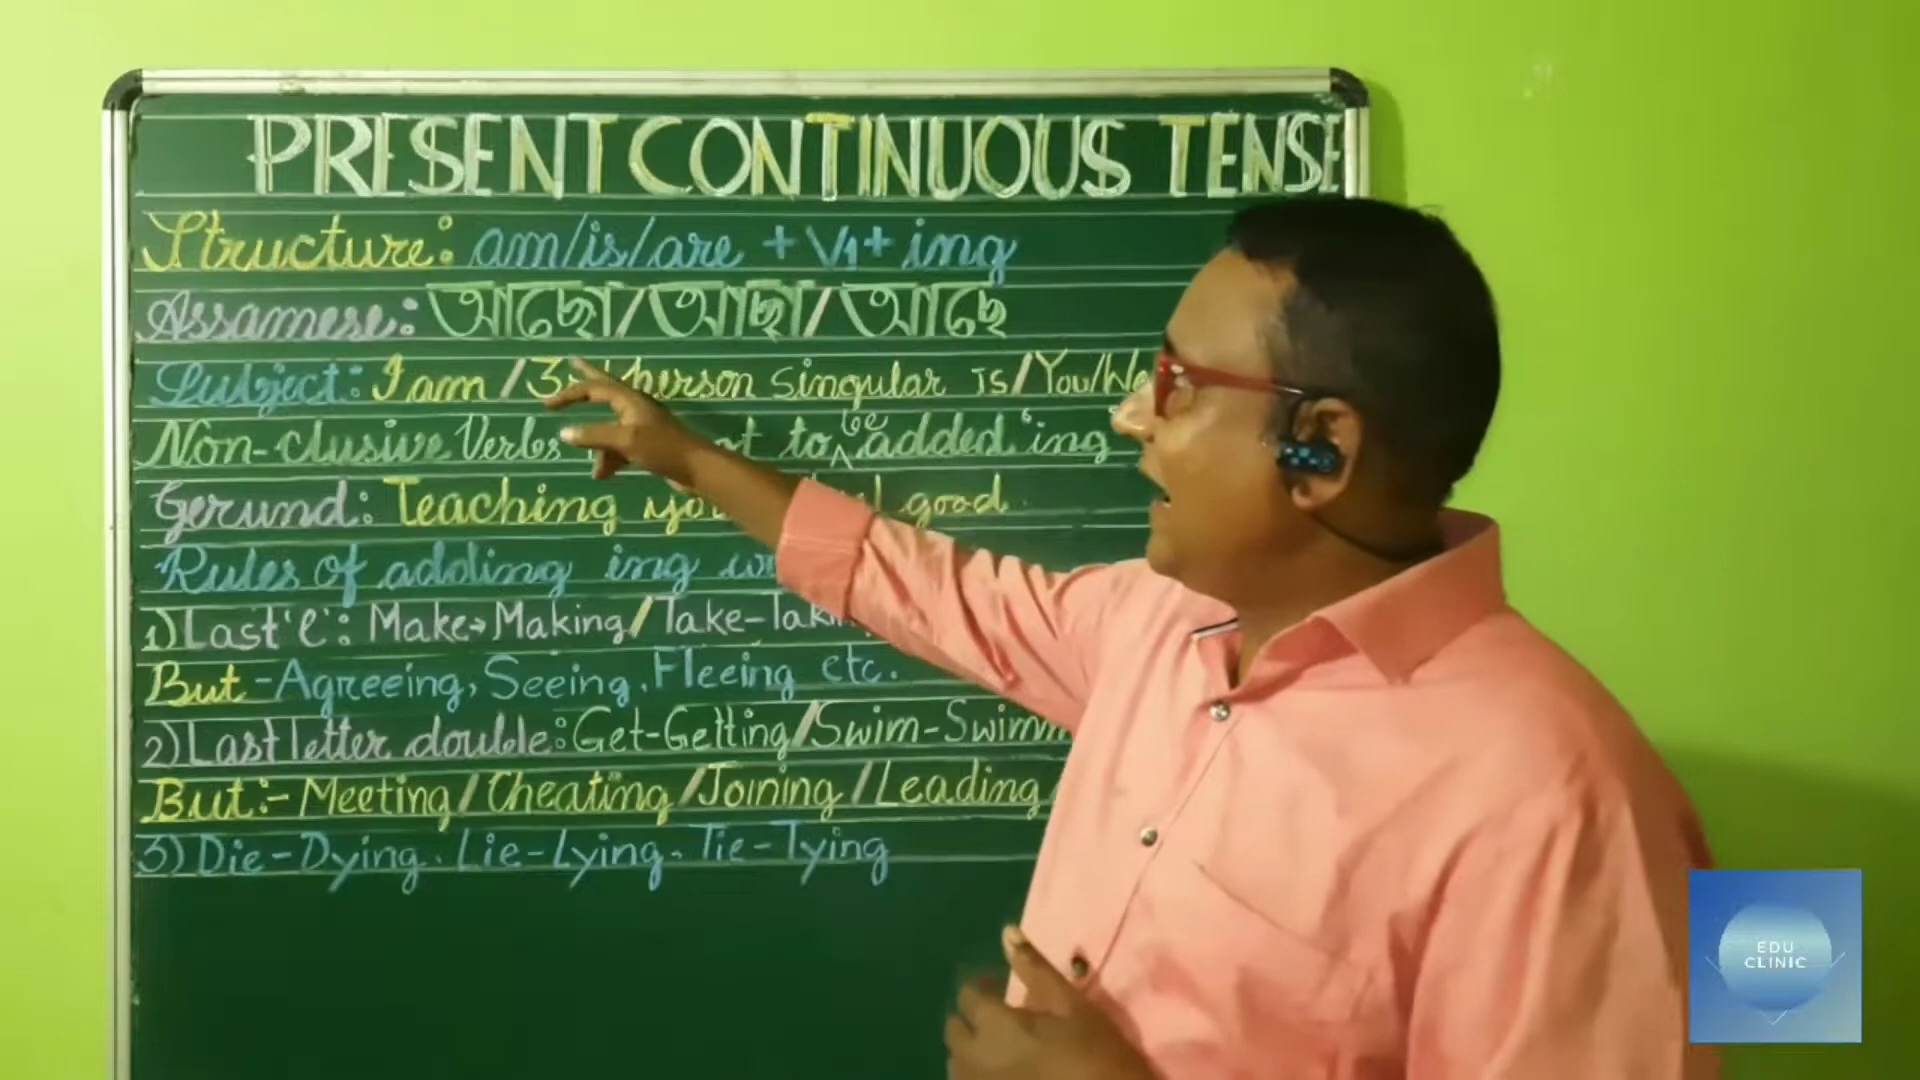 PRESENT CONTINUOUS TENSE
Structure: am/is/are + V1 + ing
Assamese: আছো/আছা/আছে
Subject: I am / person singular is/You/We
Non-clusive Verbs to be added 'ing'
Gerund: Teaching good.
Rules of adding ing
1) Last 'e': Make→Making/Take-
But -Agreeing, Seeing, Fleeing etc.
2) Last letter double: Get-Getting/Swim-
But:- Meeting/Cheating/Joining/Leading
3) Die-Dying. Lie-Lying. Tie-Tying
EDU
CLINIC